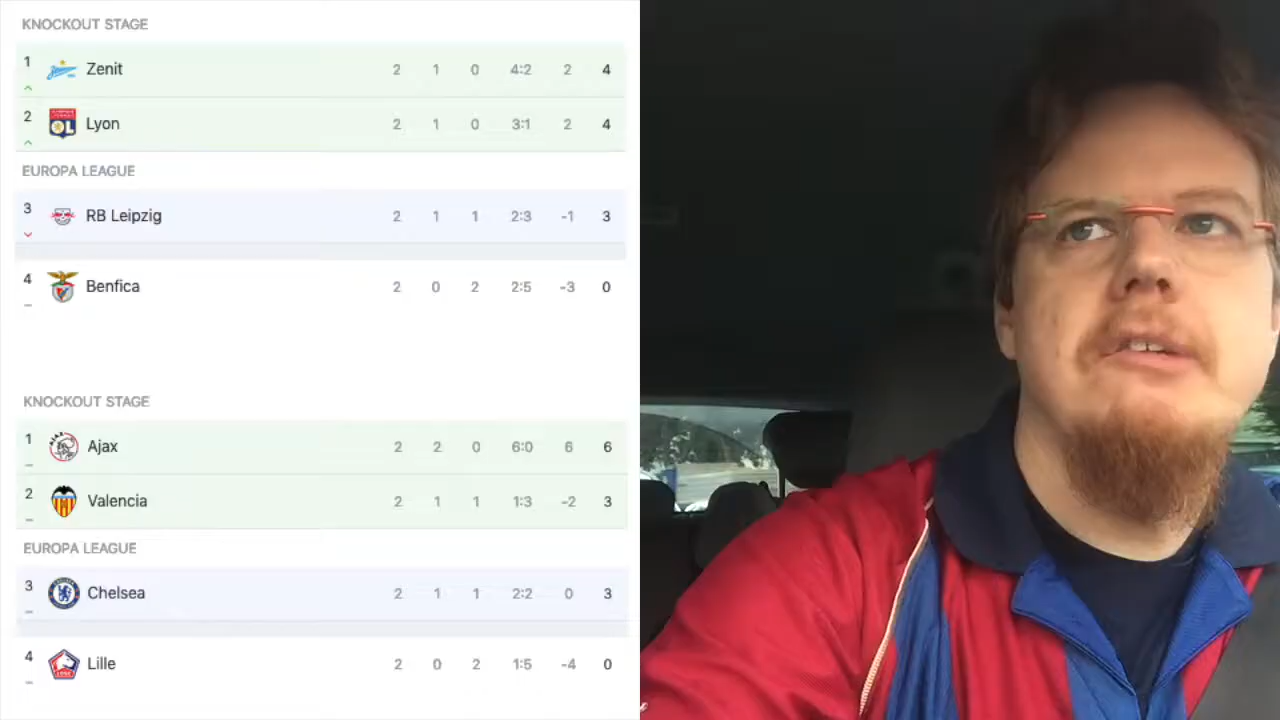 KNOCKOUT STAGE
1 Zenit 2 1 0 4:2 2 4
2 Lyon 2 1 0 3:1 2 4
EUROPA LEAGUE
3 RB Leipzig 2 1 1 2:3 -1 3
4 Benfica 2 0 2 2:5 -3 0
KNOCKOUT STAGE
1 Ajax 2 2 0 6:0 6 6
2 Valencia 2 1 1 1:3 -2 3
EUROPA LEAGUE
3 Chelsea 2 1 1 2:2 0 3
4 Lille 2 0 2 1:5 -4 0